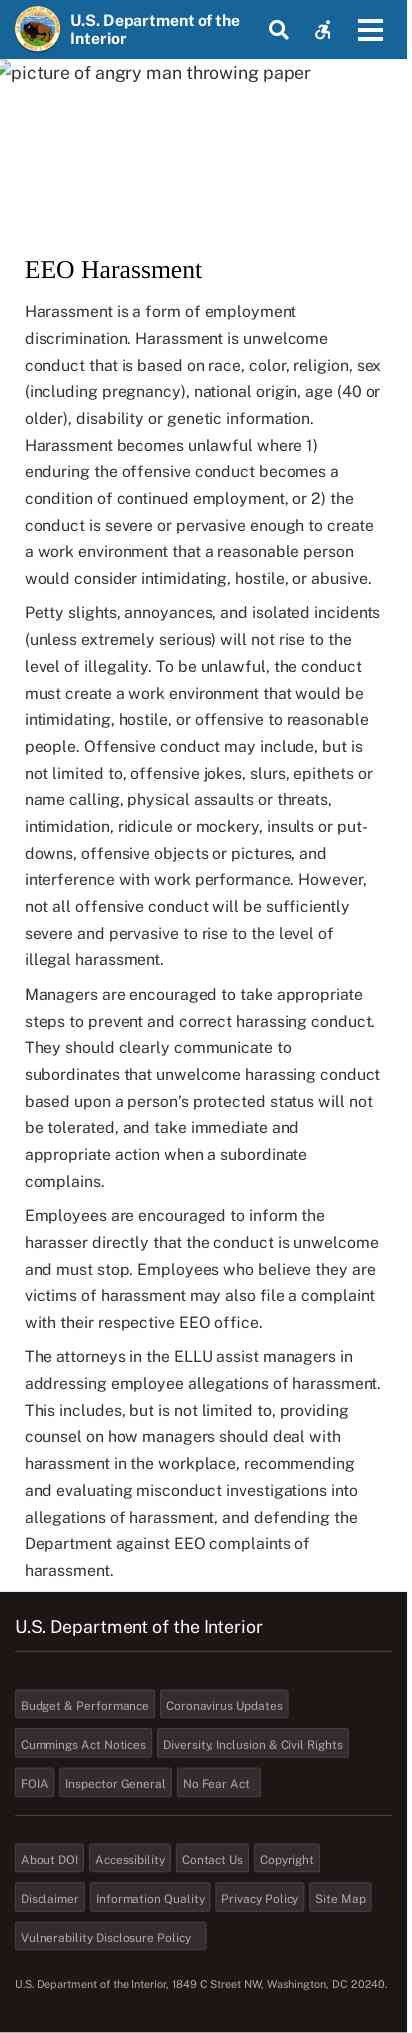 U.S. Department of the
Interior
picture of angry man throwing paper
EEO Harassment
Harassment is a form of employment
discrimination. Harassment is unwelcome
conduct that is based on race, color, religion, sex
(including pregnancy), national origin, age (40 or
older), disability or genetic information.
Harassment becomes unlawful where 1)
enduring the offensive conduct becomes a
condition of continued employment, or 2) the
conduct is severe or pervasive enough to create
a work environment that a reasonable person
would consider intimidating, hostile, or abusive.
Petty slights, annoyances, and isolated incidents
(unless extremely serious) will not rise to the
level of illegality. To be unlawful, the conduct
must create a work environment that would be
intimidating, hostile, or offensive to reasonable
people. Offensive conduct may include, but is
not limited to, offensive jokes, slurs, epithets or
name calling, physical assaults or threats,
intimidation, ridicule or mockery, insults or put-
downs, offensive objects or pictures, and
interference with work performance. However,
not all offensive conduct will be sufficiently
severe and pervasive to rise to the level of
illegal harassment.
Managers are encouraged to take appropriate
steps to prevent and correct harassing conduct.
They should clearly communicate to
subordinates that unwelcome harassing conduct
based upon a person's protected status will not
be tolerated, and take immediate and
appropriate action when a subordinate
complains.
Employees are encouraged to inform the
harasser directly that the conduct is unwelcome
and must stop. Employees who believe they are
victims of harassment may also file a complaint
with their respective EEO office.
The attorneys in the ELLU assist managers in
addressing employee allegations of harassment.
This includes, but is not limited to, providing
counsel on how managers should deal with
harassment in the workplace, recommending
and evaluating misconduct investigations into
allegations of harassment, and defending the
Department against EEO complaints of
harassment.
U.S. Department of the Interior
Budget & Performance Coronavirus Updates
Cummings Act Notices Diversity, Inclusion & Civil Rights
FOIA Inspector General No Fear Act
About DOI Accessibility Contact Us Copyright
Disclaimer Information Quality Privacy Policy Site Map
Vulnerability Disclosure Policy
U.S. Department of the Interior, 1849 C Street NW, Washington, DC 20240.